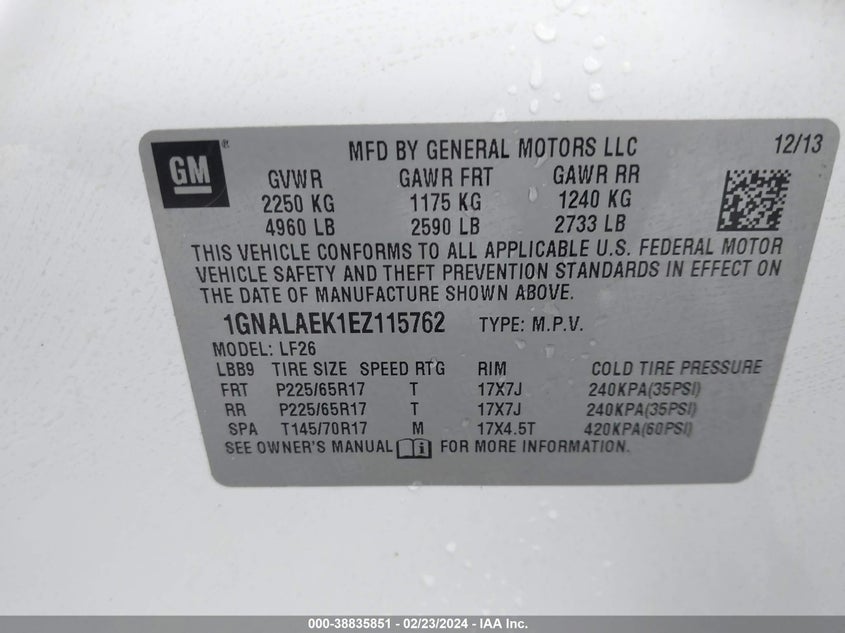 GM ®
MFD BY GENERAL MOTORS LLC 12/13
GVWR GAWR FRT GAWR RR
2250 KG 1175 KG 1240 KG
4960 LB 2590 LB 2733 LB
THIS VEHICLE CONFORMS TO ALL APPLICABLE U.S. FEDERAL MOTOR
VEHICLE SAFETY AND THEFT PREVENTION STANDARDS IN EFFECT ON
THE DATE OF MANUFACTURE SHOWN ABOVE.
1GNALAEK1EZ115762 TYPE: M.P.V.
MODEL: LF26
LBB9 TIRE SIZE SPEED RTG RIM COLD TIRE PRESSURE
FRT P225/65R17 T 17X7J 240KPA(35PSI)
RR P225/65R17 T 17X7J 240KPA(35PSI)
SPA T145/70R17 M 17X4.5T 420KPA(60PSI)
SEE OWNER'S MANUAL i FOR MORE INFORMATION.
000-38835851 - 02/23/2024 - IAA Inc.